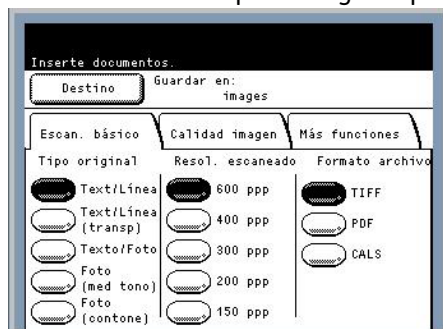 Inserte documentos.
Destino
Guardar en:
images
Escan. básico
Calidad imagen
Más funciones
Tipo original
Resol. escaneado
Formato archivo
Text/Línea
600 ppp
TIFF
Text/Línea
(transp)
400 ppp
PDF
Texto/Foto
300 ppp
CALS
Foto
(med tono)
200 ppp
Foto
(contone)
150 ppp